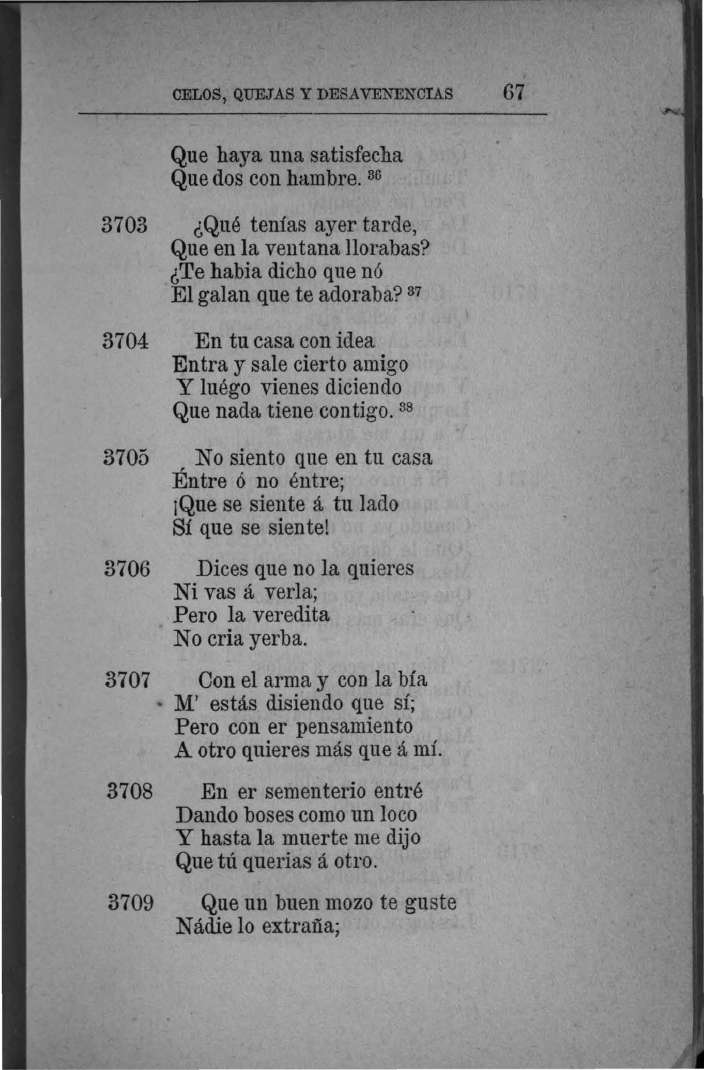 CELOS, QUEJAS Y DESAVENENCIAS 67
Que haya una satisfecha
Que dos con hambre. 36
3703 ¿Qué tenías ayer tarde,
Que en la ventana llorabas?
¿Te habia dicho que nó
El galan que te adoraba? 37
3704 En tu casa con idea
Entra y sale cierto amigo
Y luégo vienes diciendo
Que nada tiene contigo. 38
3705 No siento que en tu casa
Éntre ó no éntre;
¡Que se siente á tu lado
Sí que se siente!
3706 Dices que no la quieres
Ni vas á verla;
Pero la veredita
No cria yerba.
3707 Con el arma y con la bía
M' estás disiendo que sí;
Pero con er pensamiento
A otro quieres más que á mí.
3708 En er sementerio entré
Dando boses como un loco
Y hasta la muerte me dijo
Que tú querias á otro.
3709 Que un buen mozo te guste
Nádie lo extraña;